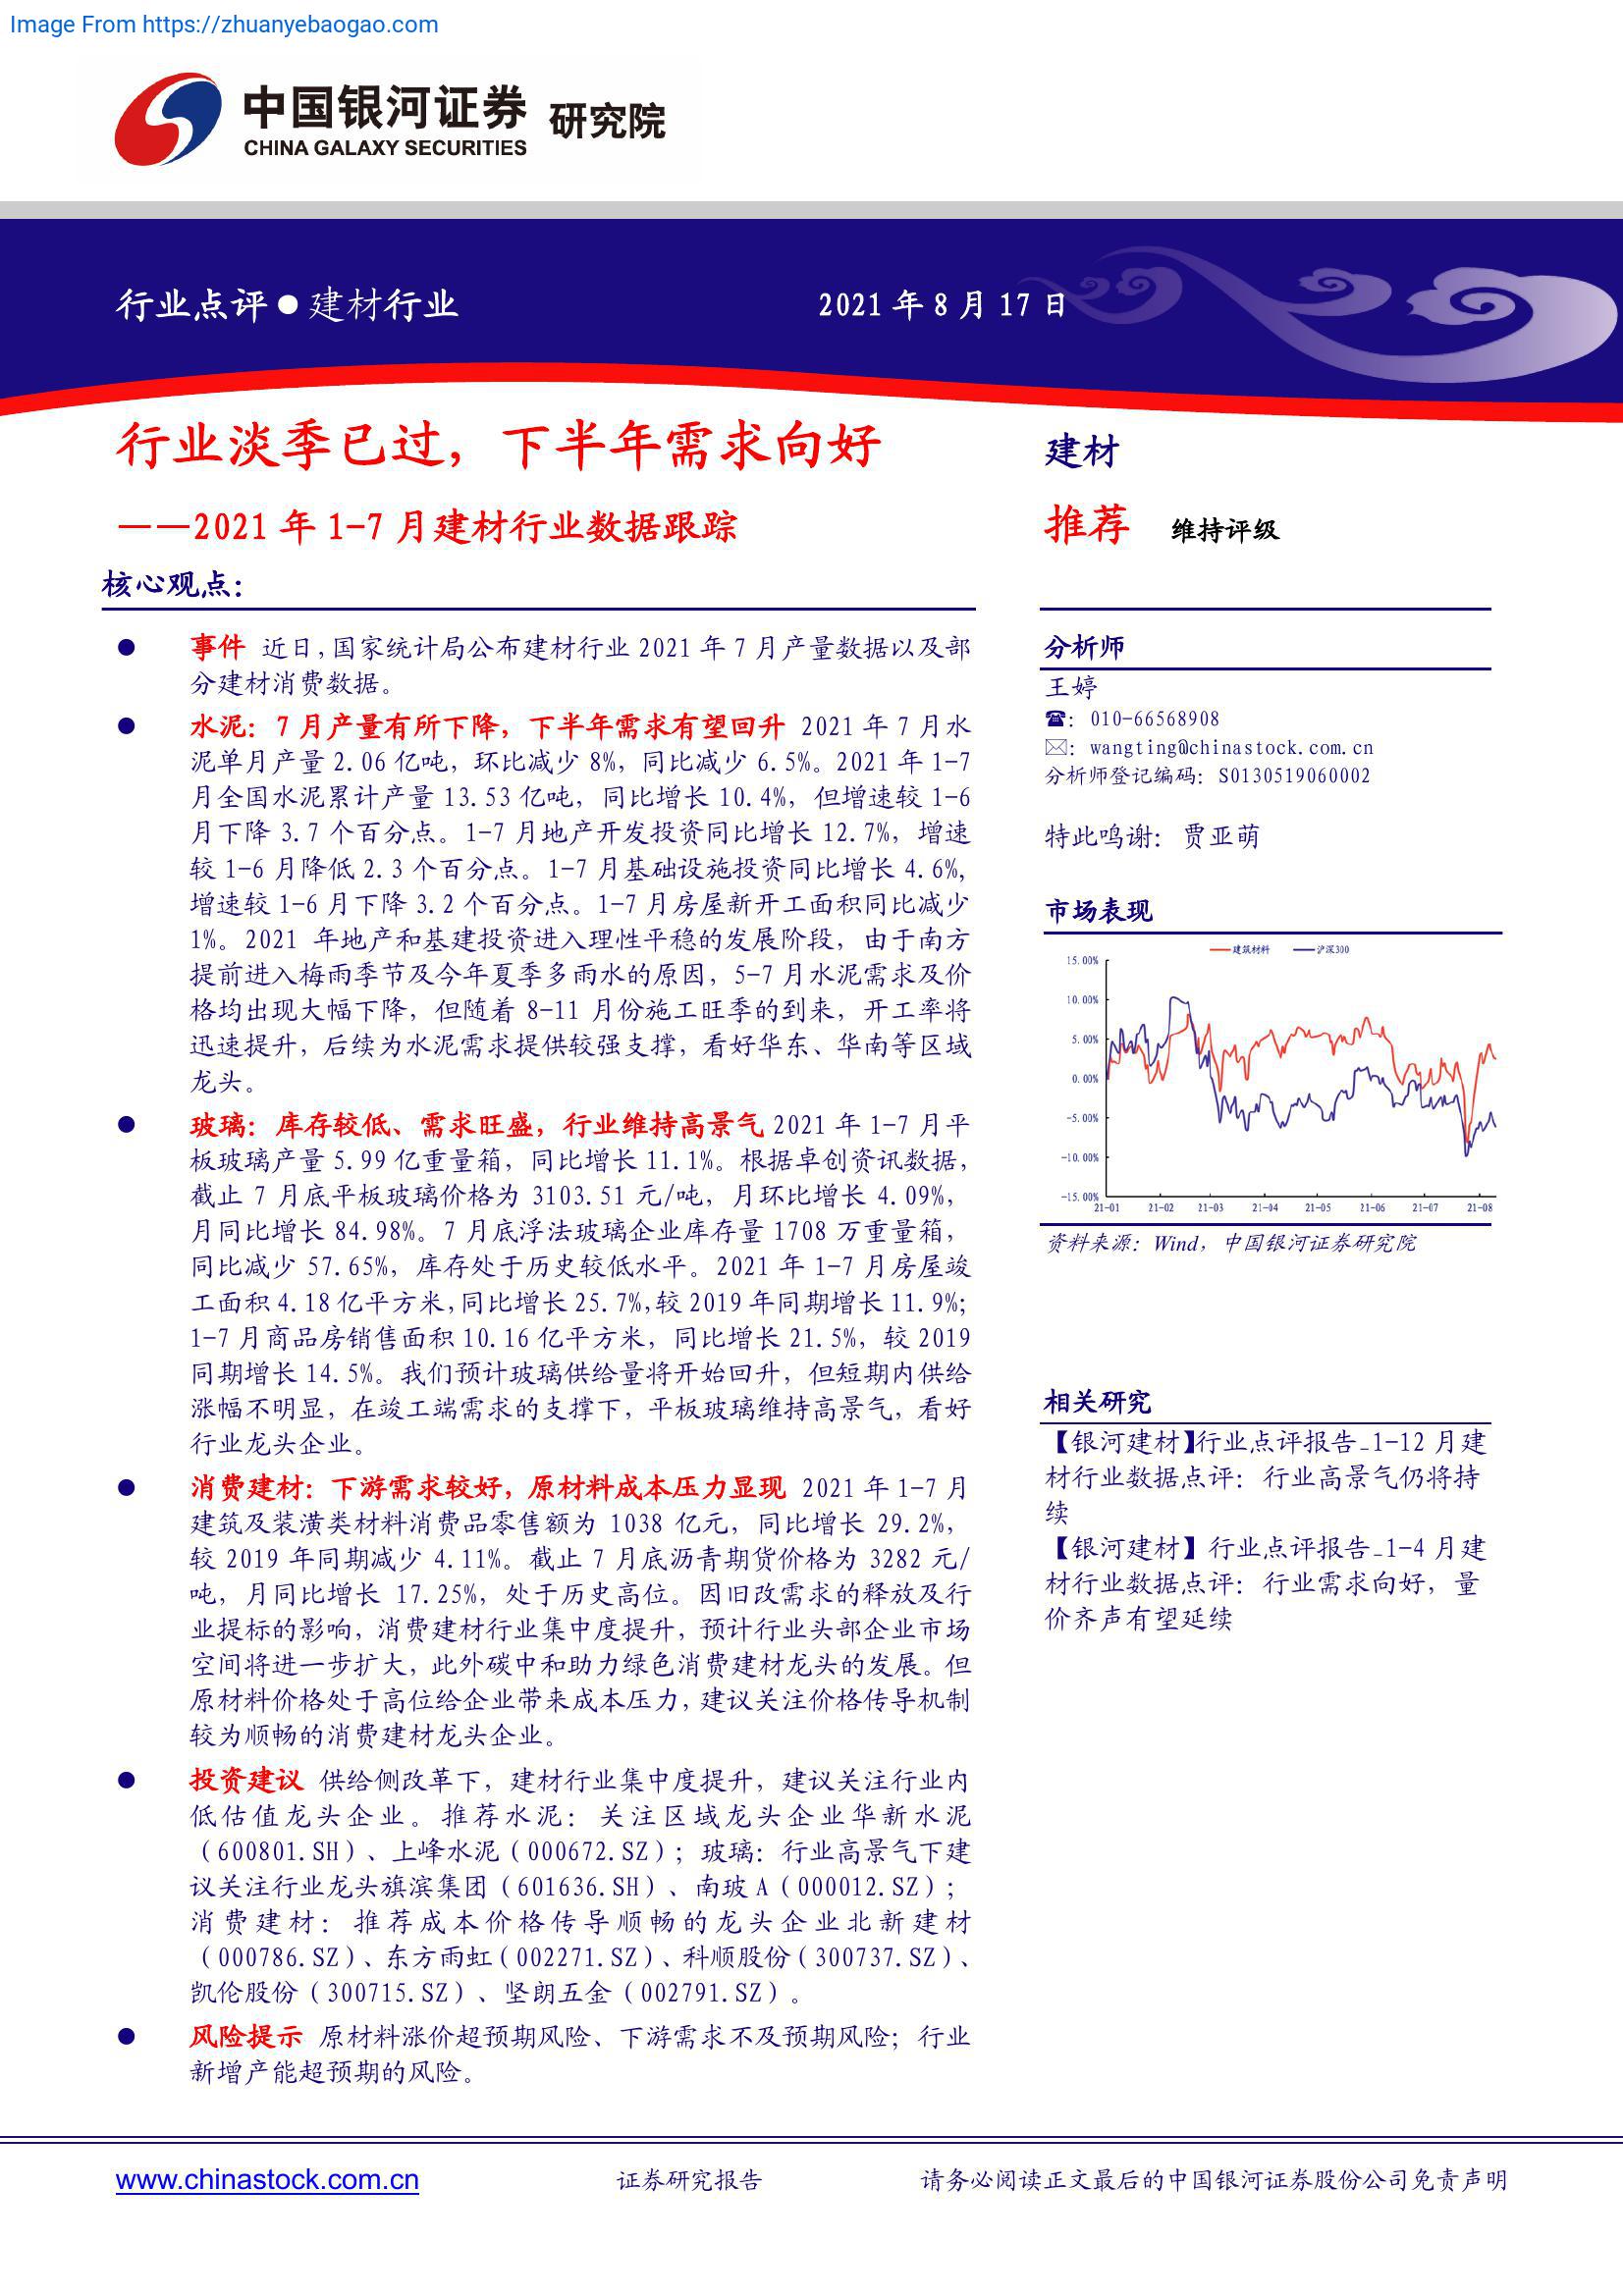 Image From https://zhuanyebaogao.com
中国银河证券 研究院
CHINA GALAXY SECURITIES
行业点评●建材行业
2021 年 8 月 17 日
行业淡季已过，下半年需求向好
——2021 年 1-7 月建材行业数据跟踪
核心观点：
● 事件 近日，国家统计局公布建材行业 2021 年 7 月产量数据以及部
分建材消费数据。
● 水泥：7 月产量有所下降，下半年需求有望回升 2021 年 7 月水
泥单月产量 2.06 亿吨，环比减少 8%，同比减少 6.5%。2021 年 1-7
月全国水泥累计产量 13.53 亿吨，同比增长 10.4%，但增速较 1-6
月下降 3.7 个百分点。1-7 月地产开发投资同比增长 12.7%，增速
较 1-6 月降低 2.3 个百分点。1-7 月基础设施投资同比增长 4.6%，
增速较 1-6 月下降 3.2 个百分点。1-7 月房屋新开工面积同比减少
1%。2021 年地产和基建投资进入理性平稳的发展阶段，由于南方
提前进入梅雨季节及今年夏季多雨水的原因，5-7 月水泥需求及价
格均出现大幅下降，但随着 8-11 月份施工旺季的到来，开工率将
迅速提升，后续为水泥需求提供较强支撑，看好华东、华南等区域
龙头。
● 玻璃：库存较低、需求旺盛，行业维持高景气 2021 年 1-7 月平
板玻璃产量 5.99 亿重量箱，同比增长 11.1%。根据卓创资讯数据，
截止 7 月底平板玻璃价格为 3103.51 元/吨，月环比增长 4.09%，
月同比增长 84.98%。7 月底浮法玻璃企业库存量 1708 万重量箱，
同比减少 57.65%，库存处于历史较低水平。2021 年 1-7 月房屋竣
工面积 4.18 亿平方米，同比增长 25.7%，较 2019 年同期增长 11.9%；
1-7 月商品房销售面积 10.16 亿平方米，同比增长 21.5%，较 2019
同期增长 14.5%。我们预计玻璃供给量将开始回升，但短期内供给
涨幅不明显，在竣工端需求的支撑下，平板玻璃维持高景气，看好
行业龙头企业。
● 消费建材：下游需求较好，原材料成本压力显现 2021 年 1-7 月
建筑及装潢类材料消费品零售额为 1038 亿元，同比增长 29.2%，
较 2019 年同期减少 4.11%。截止 7 月底沥青期货价格为 3282 元/
吨，月同比增长 17.25%，处于历史高位。因旧改需求的释放及行
业提标的影响，消费建材行业集中度提升，预计行业头部企业市场
空间将进一步扩大，此外碳中和助力绿色消费建材龙头的发展。但
原材料价格处于高位给企业带来成本压力，建议关注价格传导机制
较为顺畅的消费建材龙头企业。
● 投资建议 供给侧改革下，建材行业集中度提升，建议关注行业内
低估值龙头企业。推荐水泥：关注区域龙头企业华新水泥
（600801.SH）、上峰水泥（000672.SZ）；玻璃：行业高景气下建
议关注行业龙头旗滨集团（601636.SH）、南玻 A（000012.SZ）；
消费建材：推荐成本价格传导顺畅的龙头企业北新建材
（000786.SZ）、东方雨虹（002271.SZ）、科顺股份（300737.SZ）、
凯伦股份（300715.SZ）、坚朗五金（002791.SZ）。
● 风险提示 原材料涨价超预期风险、下游需求不及预期风险；行业
新增产能超预期的风险。
建材
推荐 维持评级
分析师
王婷
☎：010-66568908
✉：wangting@chinastock.com.cn
分析师登记编码：S0130519060002
特此鸣谢：贾亚萌
市场表现
建筑材料 沪深300
15.00%
10.00%
5.00%
0.00%
-5.00%
-10.00%
-15.00%
21-01 21-02 21-03 21-04 21-05 21-06 21-07 21-08
资料来源：Wind，中国银河证券研究院
相关研究
【银河建材】行业点评报告_1-12 月建
材行业数据点评：行业高景气仍将持
续
【银河建材】行业点评报告_1-4 月建
材行业数据点评：行业需求向好，量
价齐声有望延续
www.chinastock.com.cn
证券研究报告
请务必阅读正文最后的中国银河证券股份公司免责声明